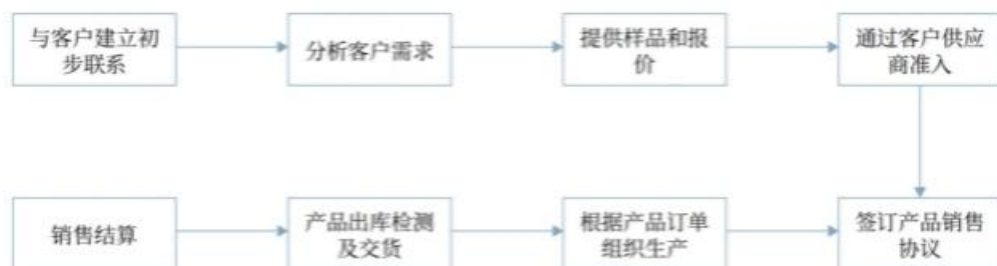 与客户建立初
步联系
分析客户需求
提供样品和报
价
通过客户供应
商准入
销售结算
产品出库检测
及交货
根据产品订单
组织生产
签订产品销售
协议